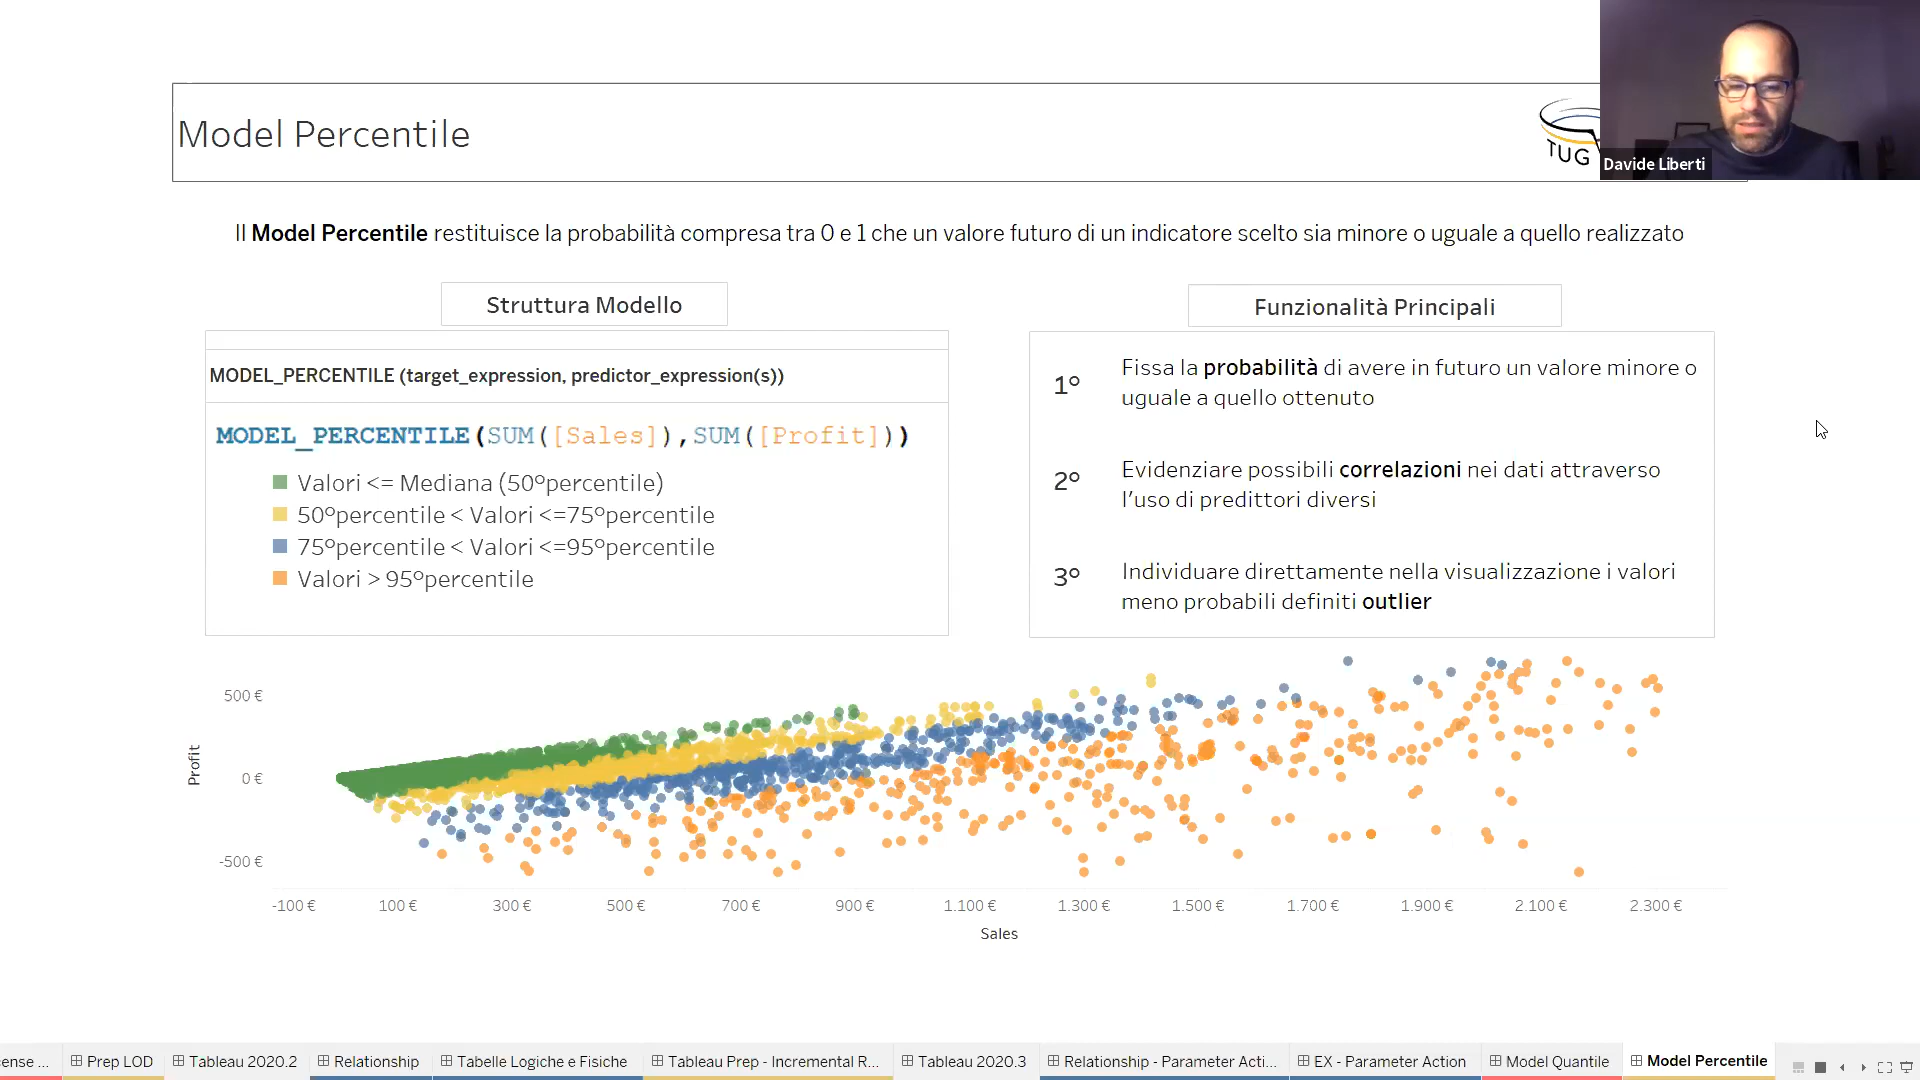 Model Percentile
TUG
Davide Liberti
Il Model Percentile restituisce la probabilità compresa tra 0 e 1 che un valore futuro di un indicatore scelto sia minore o uguale a quello realizzato
Struttura Modello
MODEL_PERCENTILE (target_expression, predictor_expression(s))
MODEL_PERCENTILE(SUM([Sales]),SUM([Profit]))
Valori <= Mediana (50°percentile)
50°percentile < Valori <=75°percentile
75°percentile < Valori <=95°percentile
Valori > 95°percentile
Funzionalità Principali
1° Fissa la probabilità di avere in futuro un valore minore o
uguale a quello ottenuto
2° Evidenziare possibili correlazioni nei dati attraverso
l'uso di predittori diversi
3° Individuare direttamente nella visualizzazione i valori
meno probabili definiti outlier
Profit
500 €
0 €
-500 €
-100 € 100 € 300 € 500 € 700 € 900 € 1.100 € 1.300 € 1.500 € 1.700 € 1.900 € 2.100 € 2.300 €
Sales
ense ... Prep LOD Tableau 2020.2 Relationship Tabelle Logiche e Fisiche Tableau Prep - Incremental R... Tableau 2020.3 Relationship - Parameter Acti... EX - Parameter Action Model Quantile Model Percentile